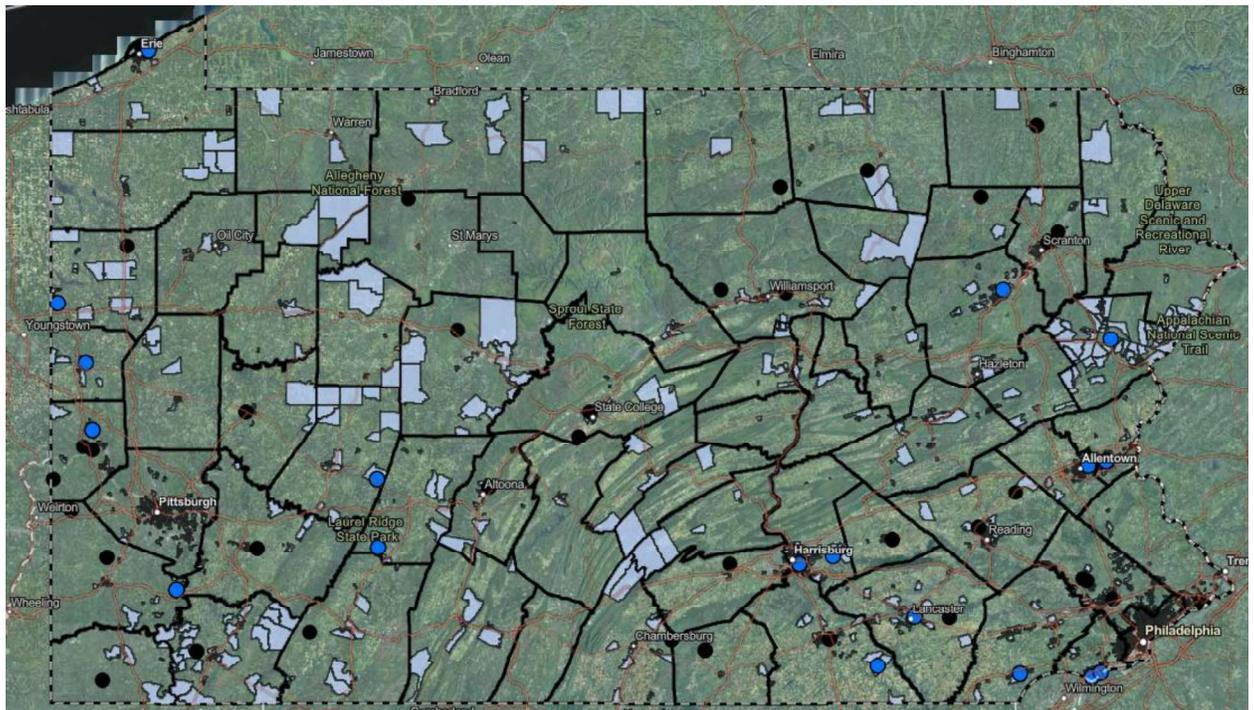 Erie
Jamestown
Olean
Elmira
Binghamton
shtabula
Bradford
Ca
Warren
Allegheny
National Forest
Upper
Delaware
Scenic and
Recreational
River
Oil City
St Marys
Scranton
Williamsport
Sproul State
Forest
Youngstown
Appalachian
National Scenic
Trail
Hazleton
State College
Allentown
Altoona
Weirton
Pittsburgh
Laurel Ridge
State Park
Reading
Harrisburg
Tren
Wheeling
Lancaster
Chambersburg
Philadelphia
Wilmington